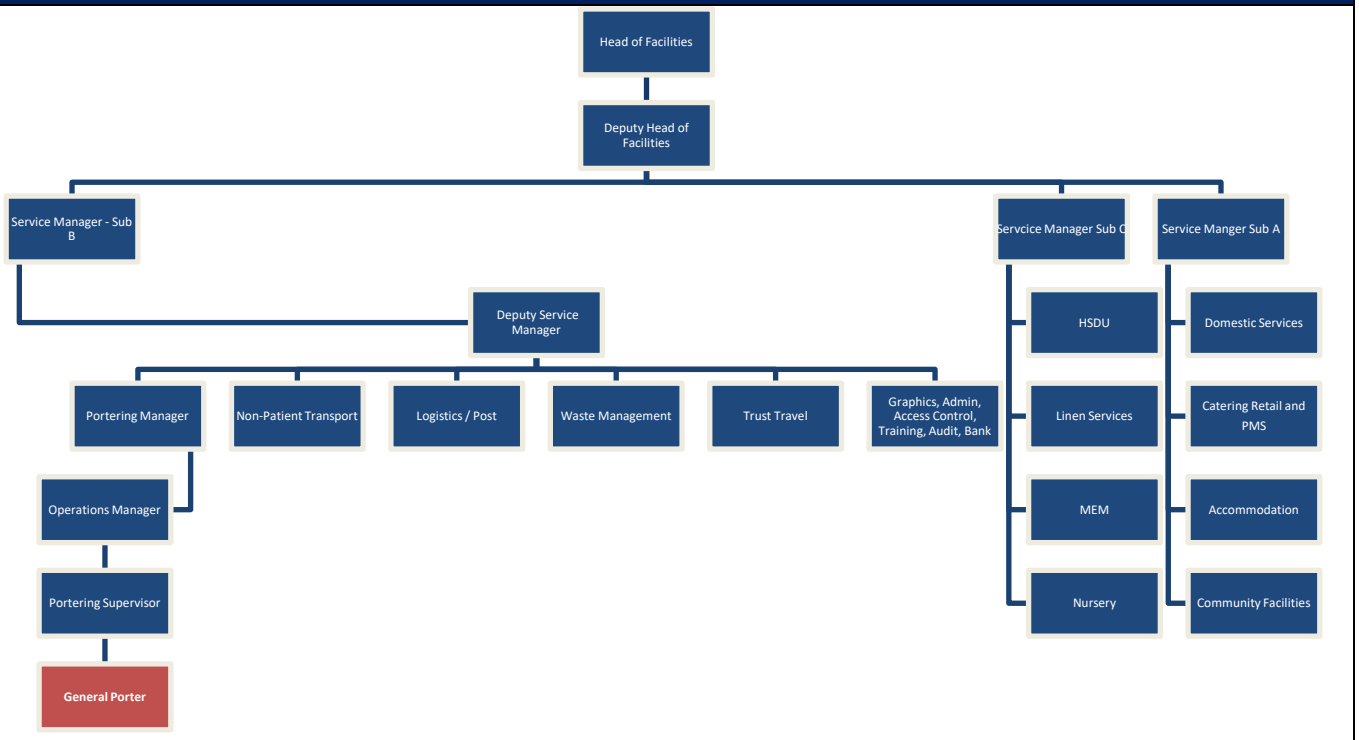 Head of Facilities
Deputy Head of
Facilities
Service Manager - Sub
B
Servcice Manager Sub C
Service Manger Sub A
Deputy Service
Manager
HSDU
Domestic Services
Portering Manager
Non-Patient Transport
Logistics / Post
Waste Management
Trust Travel
Graphics, Admin,
Access Control,
Training, Audit, Bank
Linen Services
Catering Retail and
PMS
Operations Manager
MEM
Accommodation
Portering Supervisor
Nursery
Community Facilities
General Porter